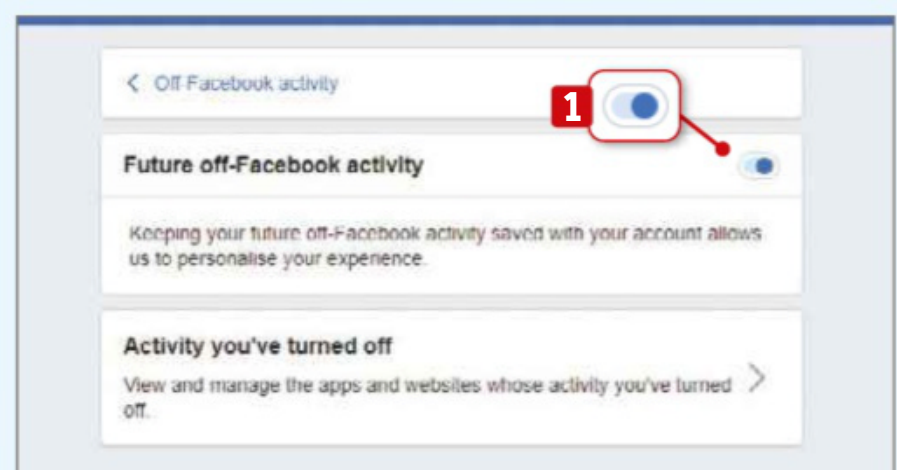 Off Facebook activity
1
Future off-Facebook activity
Keeping your future off-Facebook activity saved with your account allows
us to personalise your experience.
Activity you've turned off
View and manage the apps and websites whose activity you've turned
off.